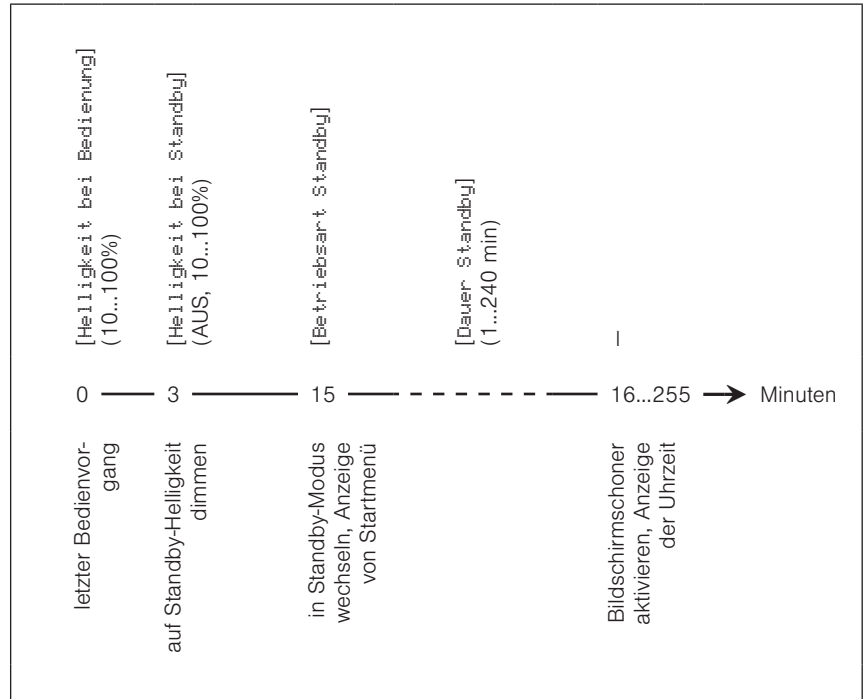 [Helligkeit bei Bedienung]
(10...100%)
[Helligkeit bei Standby]
(AUS, 10...100%)
[Betriebsart Standby]
[Dauer Standby]
(1...240 min)
–
0
3
15
16...255
Minuten
letzter Bedienvor-
gang
auf Standby-Helligkeit
dimmen
in Standby-Modus
wechseln, Anzeige
von Startmenü
Bildschirmschoner
aktivieren, Anzeige
der Uhrzeit